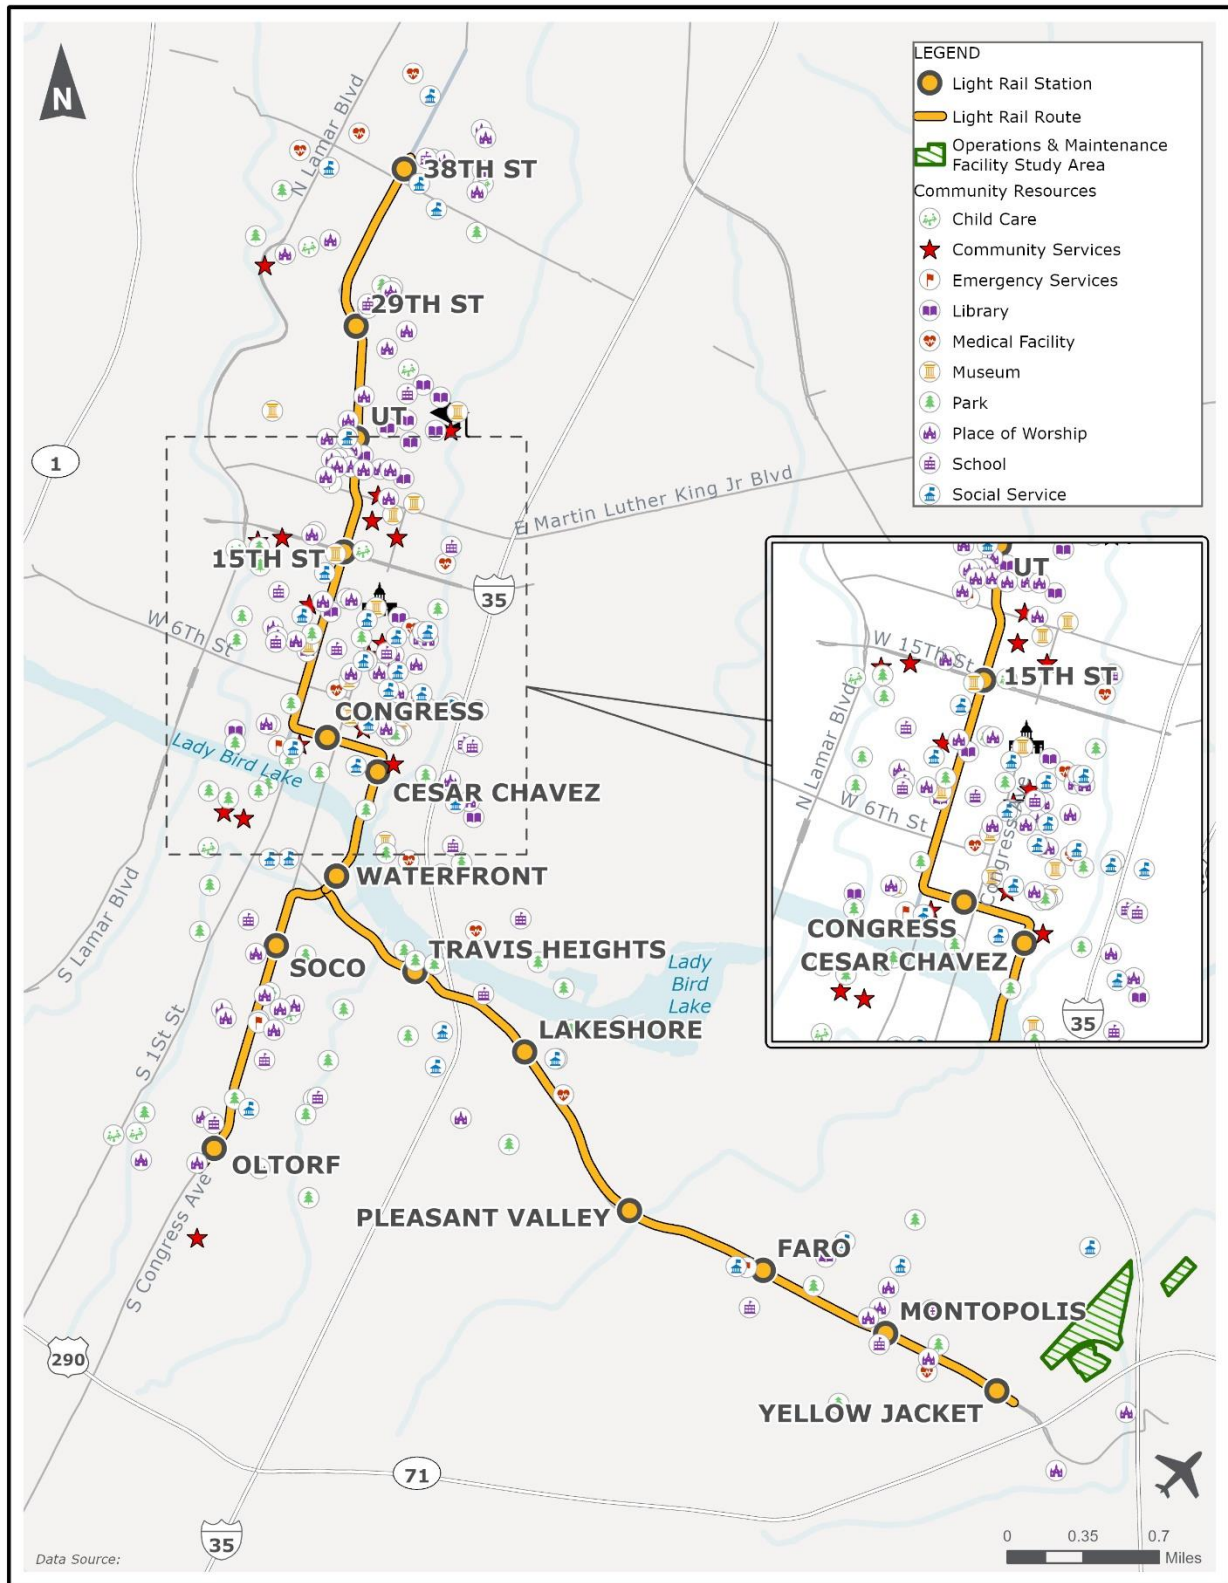 N
LEGEND
Light Rail Station
Light Rail Route
Operations & Maintenance
Facility Study Area
Community Resources
Child Care
Community Services
Emergency Services
Library
Medical Facility
Museum
Park
Place of Worship
School
Social Service
N Lamar Blvd
38TH ST
29TH ST
UT
1
E Martin Luther King Jr Blvd
15TH ST
35
W 6Th St
CONGRESS
Lady Bird Lake
CESAR CHAVEZ
WATERFRONT
S Lamar Blvd
TRAVIS HEIGHTS
SOCO
Lady
Bird
Lake
LAKESHORE
S 1St St
OLTORF
S Congress Ave
PLEASANT VALLEY
FARO
MONTOPOLIS
YELLOW JACKET
290
71
35
UT
W 15Th St
15TH ST
N Lamar Blvd
W 6Th St
Congress Ave
CONGRESS
CESAR CHAVEZ
35
Data Source:
0 0.35 0.7
Miles